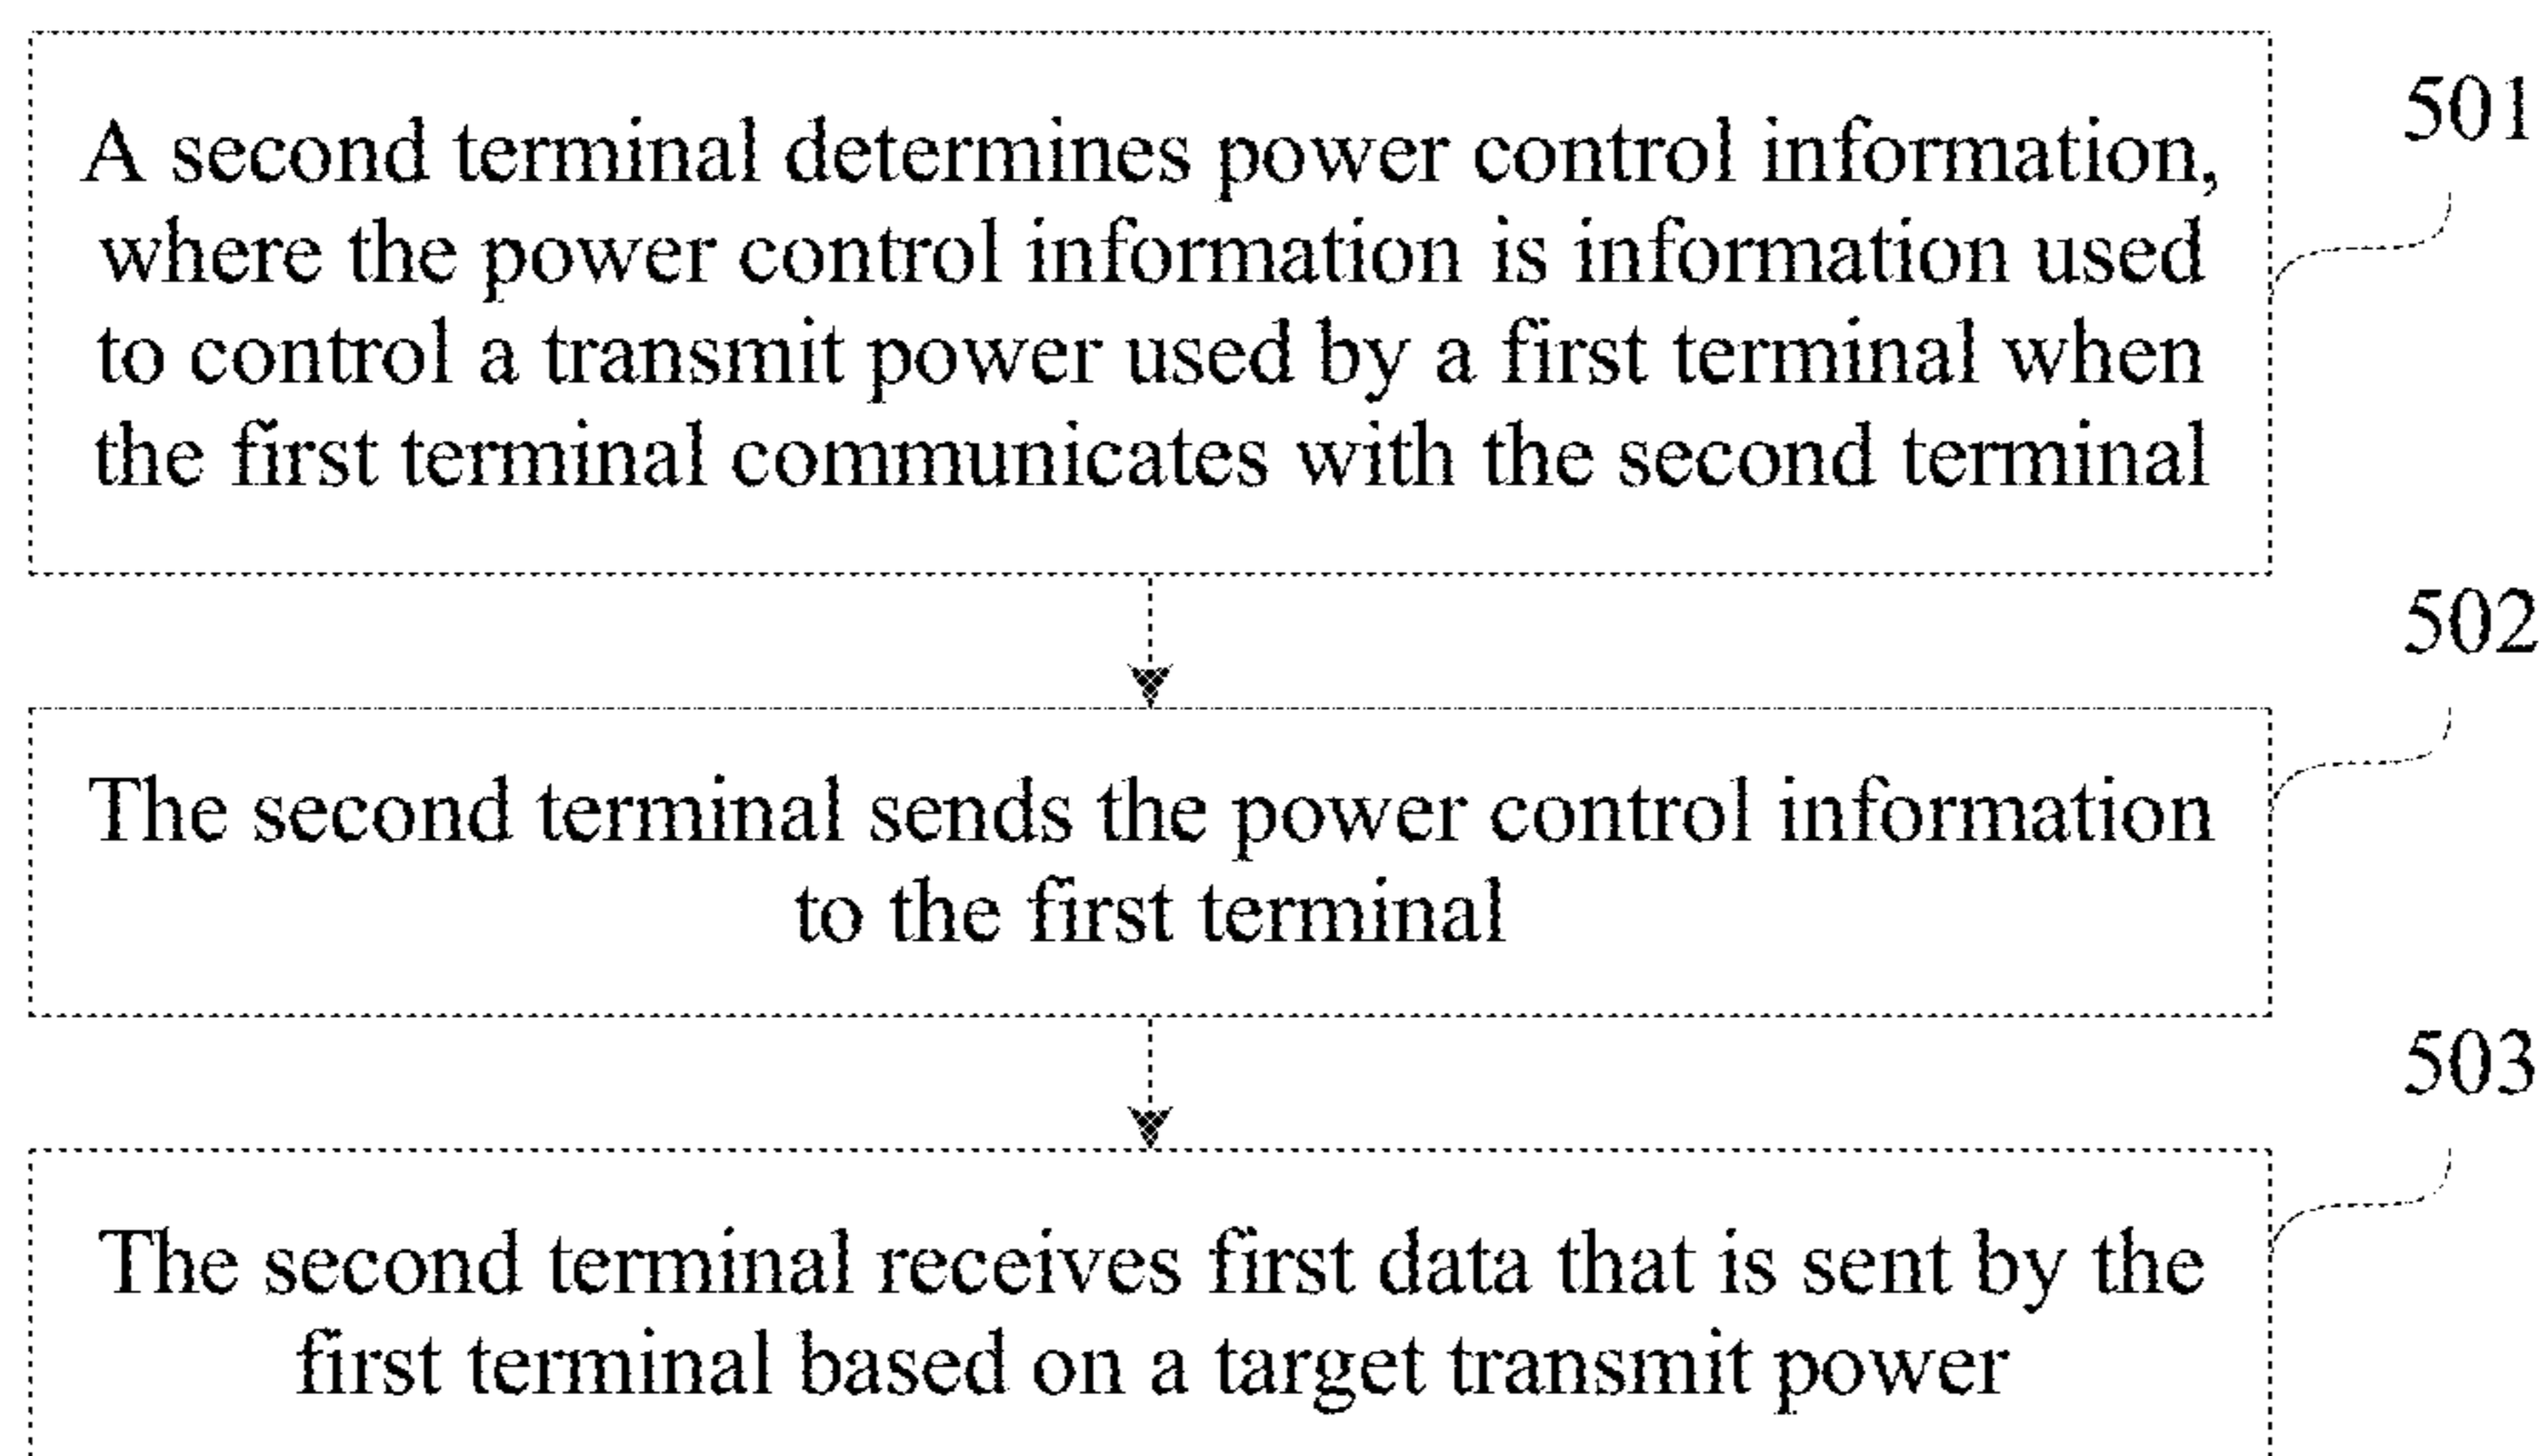 501
A second terminal determines power control information,
where the power control information is information used
to control a transmit power used by a first terminal when
the first terminal communicates with the second terminal
502
The second terminal sends the power control information
to the first terminal
503
The second terminal receives first data that is sent by the
first terminal based on a target transmit power